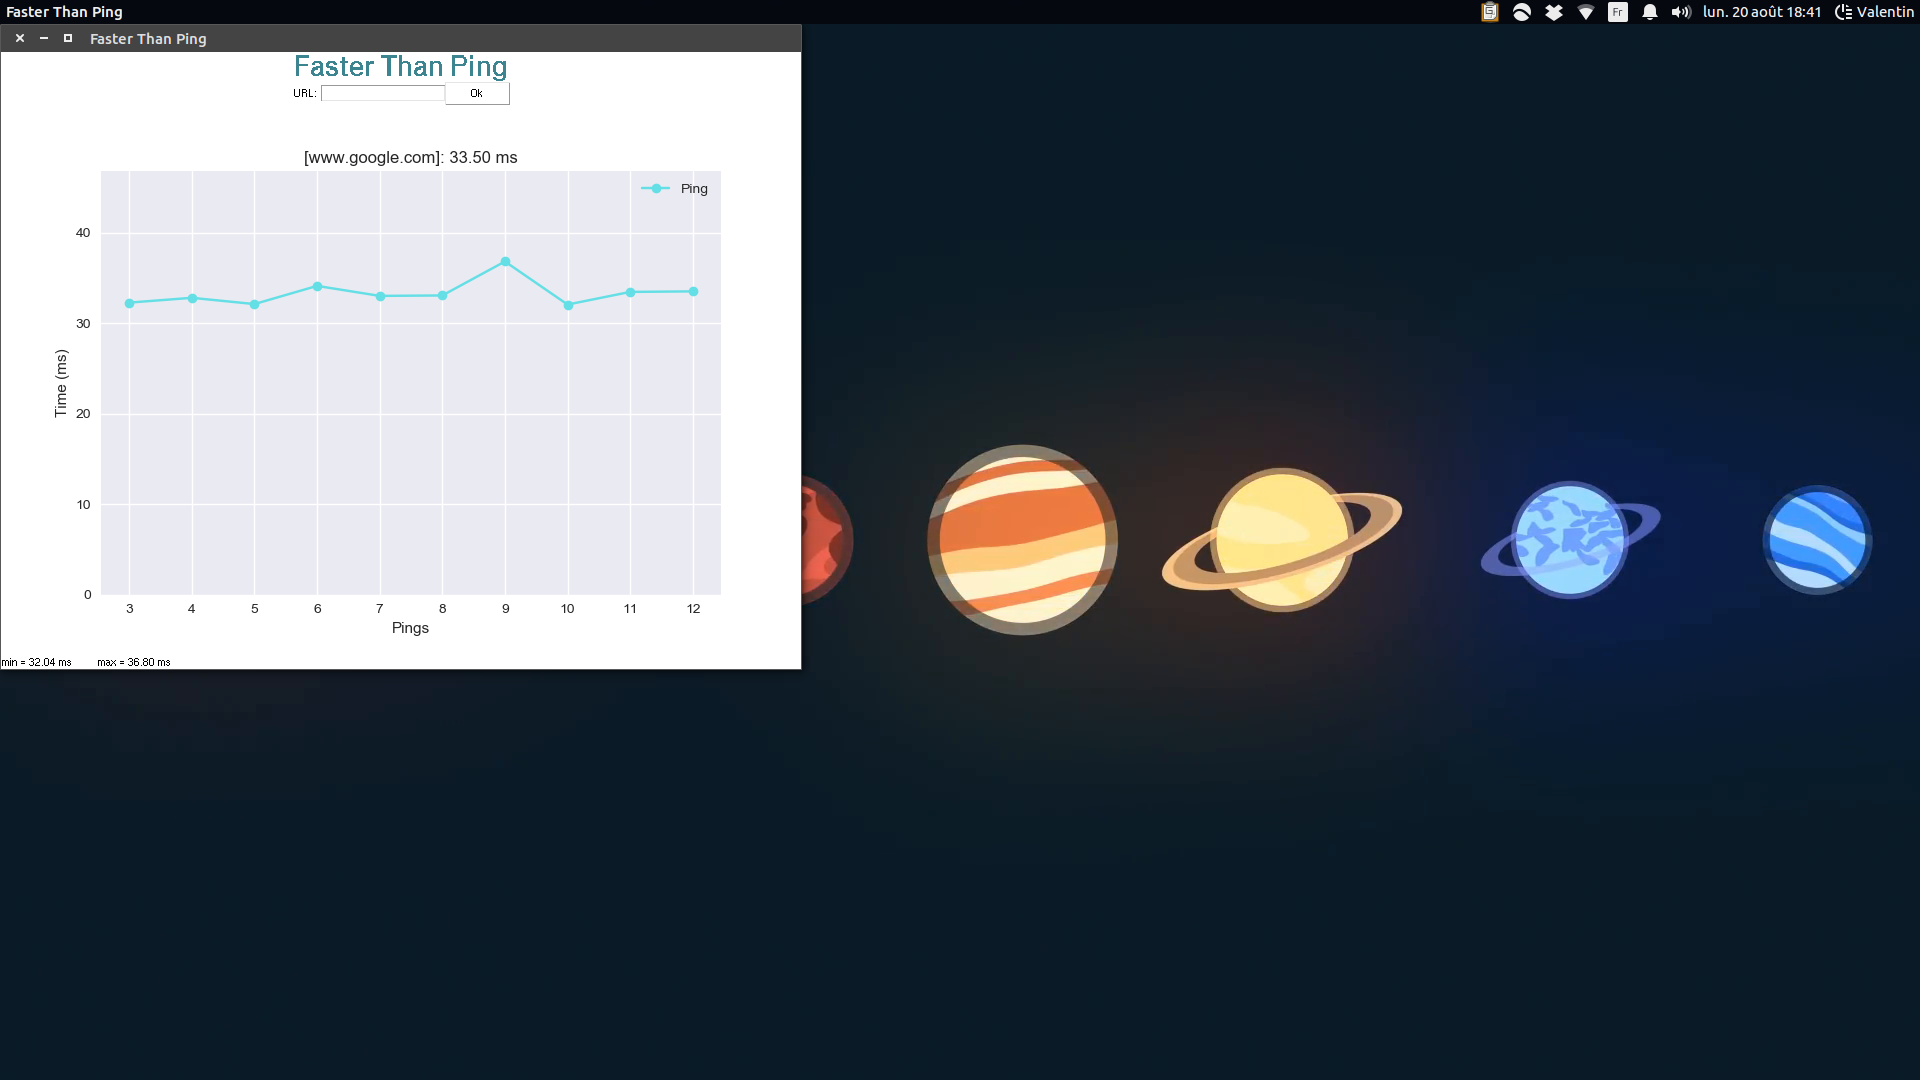 Faster Than Ping
Fr
lun. 20 août 18:41
Valentin
Faster Than Ping
Faster Than Ping
URL:
Ok
[www.google.com]: 33.50 ms
Ping
40
30
20
10
0
Time (ms)
3 4 5 6 7 8 9 10 11 12
Pings
min = 32.04 ms
max = 36.80 ms